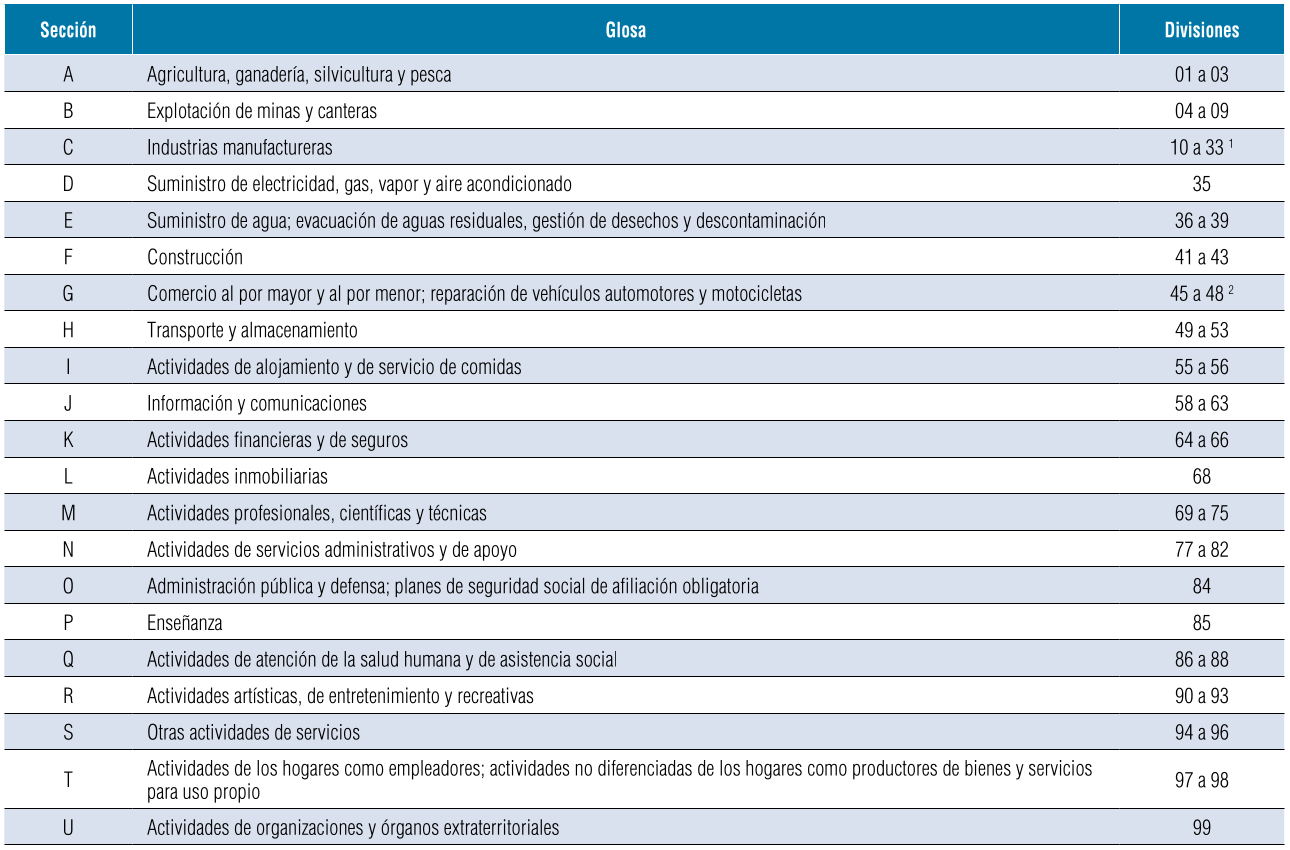 Sección Glosa Divisiones
A Agricultura, ganadería, silvicultura y pesca 01 a 03
B Explotación de minas y canteras 04 a 09
C Industrias manufactureras 10 a 33 1
D Suministro de electricidad, gas, vapor y aire acondicionado 35
E Suministro de agua; evacuación de aguas residuales, gestión de desechos y descontaminación 36 a 39
F Construcción 41 a 43
G Comercio al por mayor y al por menor; reparación de vehículos automotores y motocicletas 45 a 48 2
H Transporte y almacenamiento 49 a 53
I Actividades de alojamiento y de servicio de comidas 55 a 56
J Información y comunicaciones 58 a 63
K Actividades financieras y de seguros 64 a 66
L Actividades inmobiliarias 68
M Actividades profesionales, científicas y técnicas 69 a 75
N Actividades de servicios administrativos y de apoyo 77 a 82
O Administración pública y defensa; planes de seguridad social de afiliación obligatoria 84
P Enseñanza 85
Q Actividades de atención de la salud humana y de asistencia social 86 a 88
R Actividades artísticas, de entretenimiento y recreativas 90 a 93
S Otras actividades de servicios 94 a 96
T Actividades de los hogares como empleadores; actividades no diferenciadas de los hogares como productores de bienes y servicios
para uso propio 97 a 98
U Actividades de organizaciones y órganos extraterritoriales 99